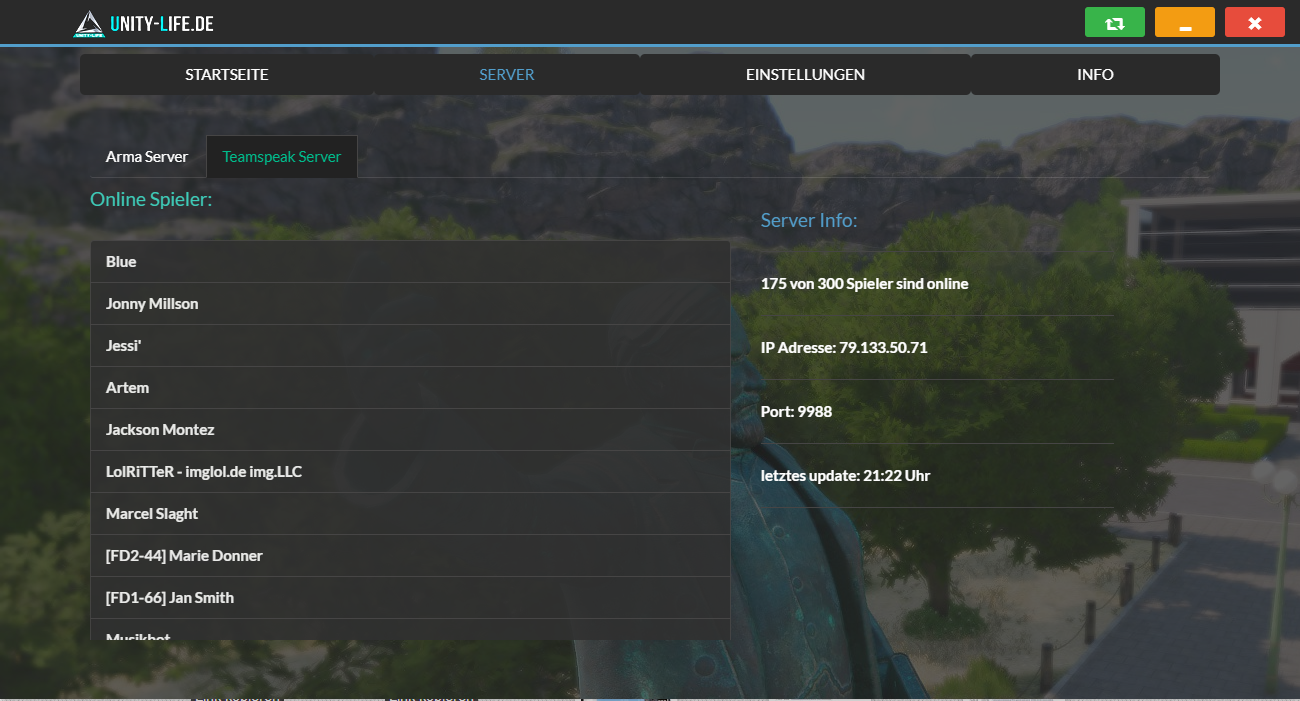 UNITY-LIFE.DE
STARTSEITE
SERVER
EINSTELLUNGEN
INFO
Arma Server
Teamspeak Server
Online Spieler:
Blue
Jonny Millson
Jessi'
Artem
Jackson Montez
LolRiTTeR - imglol.de img.LLC
Marcel Slaght
[FD2-44] Marie Donner
[FD1-66] Jan Smith
Musikbot
Server Info:
175 von 300 Spieler sind online
IP Adresse: 79.133.50.71
Port: 9988
letztes update: 21:22 Uhr